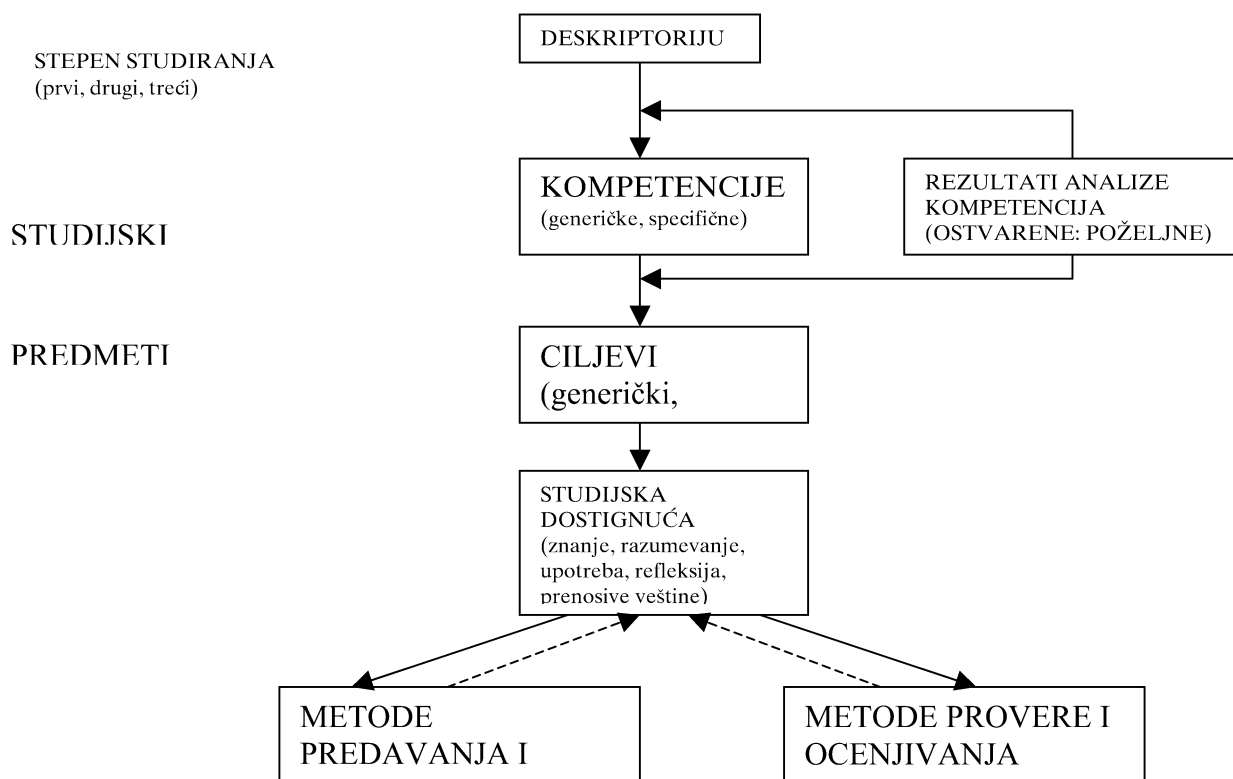 DESKRIPTORIJU
STEPEN STUDIRANJA
(prvi, drugi, treći)
KOMPETENCIJE
(generičke, specifične)
REZULTATI ANALIZE
KOMPETENCIJA
(OSTVARENE: POŽELJNE)
STUDIJSKI
PREDMETI
CILJEVI
(generički,
STUDIJSKA
DOSTIGNUĆA
(znanje, razumevanje,
upotreba, refleksija,
prenosive veštine)
METODE
PREDAVANJA I
METODE PROVERE I
OCENJIVANJA